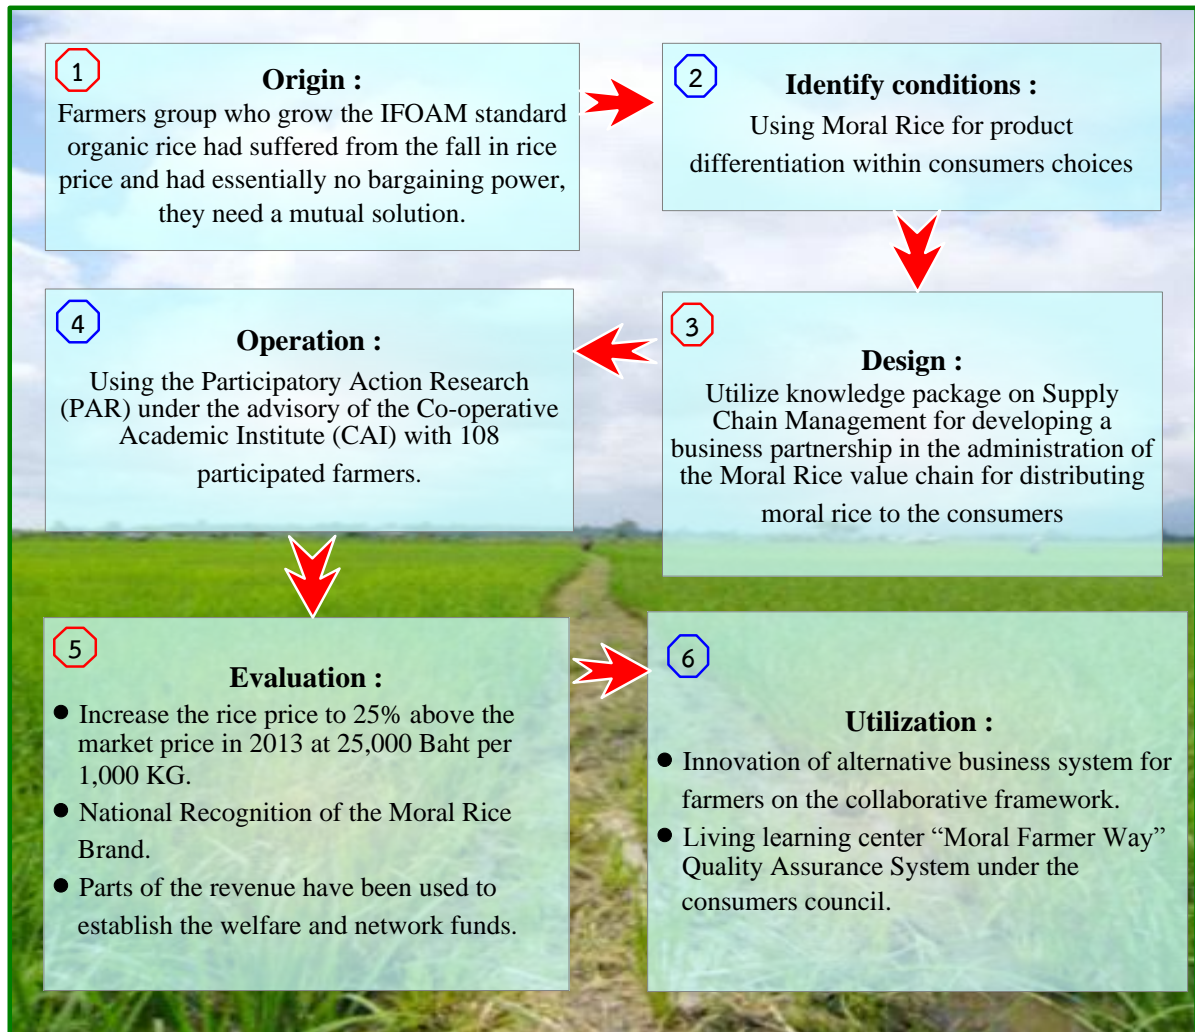 1
Origin :
Farmers group who grow the IFOAM standard
organic rice had suffered from the fall in rice
price and had essentially no bargaining power,
they need a mutual solution.
2
Identify conditions :
Using Moral Rice for product
differentiation within consumers choices
3
Design :
Utilize knowledge package on Supply
Chain Management for developing a
business partnership in the administration of
the Moral Rice value chain for distributing
moral rice to the consumers
4
Operation :
Using the Participatory Action Research
(PAR) under the advisory of the Co-operative
Academic Institute (CAI) with 108
participated farmers.
5
Evaluation :
● Increase the rice price to 25% above the
market price in 2013 at 25,000 Baht per
1,000 KG.
● National Recognition of the Moral Rice
Brand.
● Parts of the revenue have been used to
establish the welfare and network funds.
6
Utilization :
● Innovation of alternative business system for
farmers on the collaborative framework.
● Living learning center “Moral Farmer Way”
Quality Assurance System under the
consumers council.